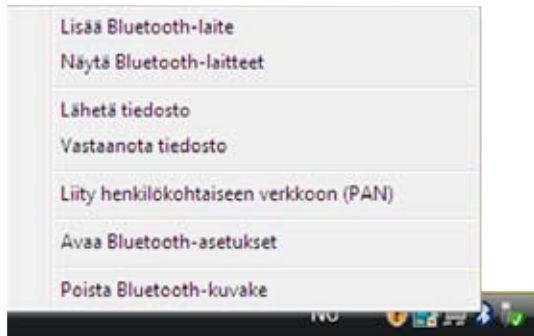 Lisää Bluetooth-laite
Näytä Bluetooth-laitteet
Lähetä tiedosto
Vastaanota tiedosto
Liity henkilökohtaiseen verkkoon (PAN)
Avaa Bluetooth-asetukset
Poista Bluetooth-kuvake